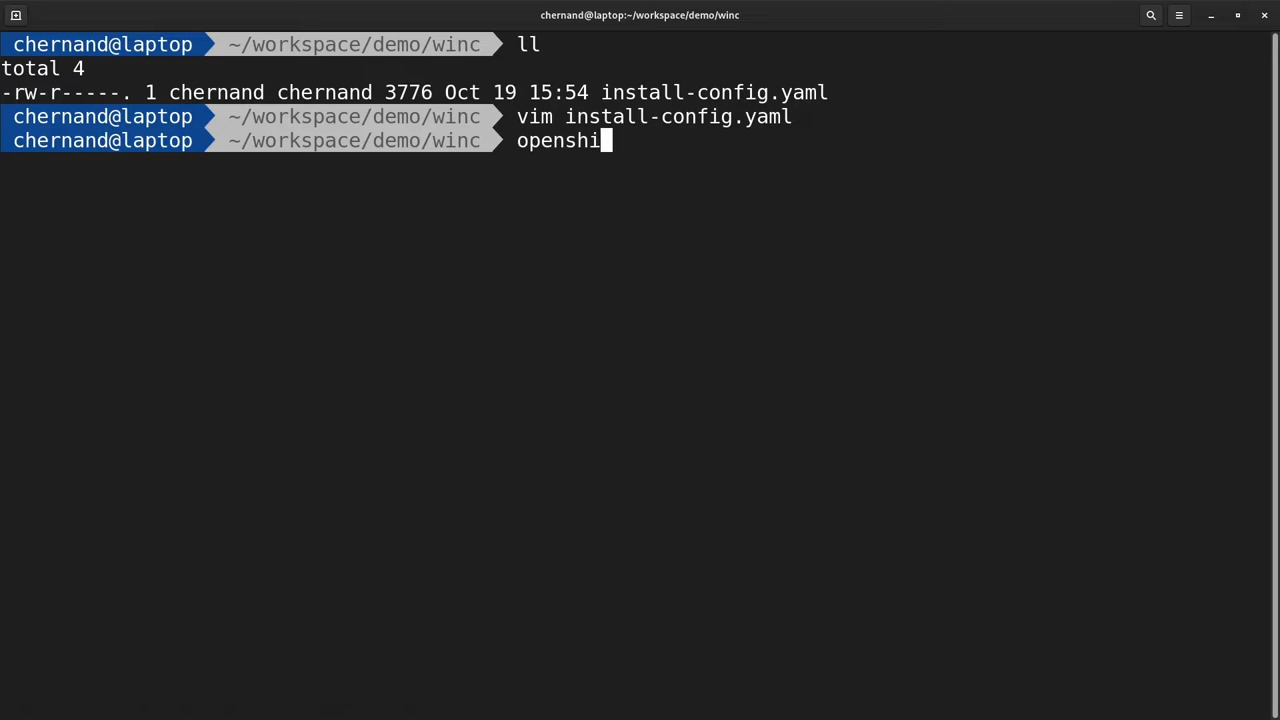 chernand@laptop:~/workspace/demo/winc
chernand@laptop ~/workspace/demo/winc ll
total 4
-rw-r-----. 1 chernand chernand 3776 Oct 19 15:54 install-config.yaml
chernand@laptop ~/workspace/demo/winc vim install-config.yaml
chernand@laptop ~/workspace/demo/winc openshi